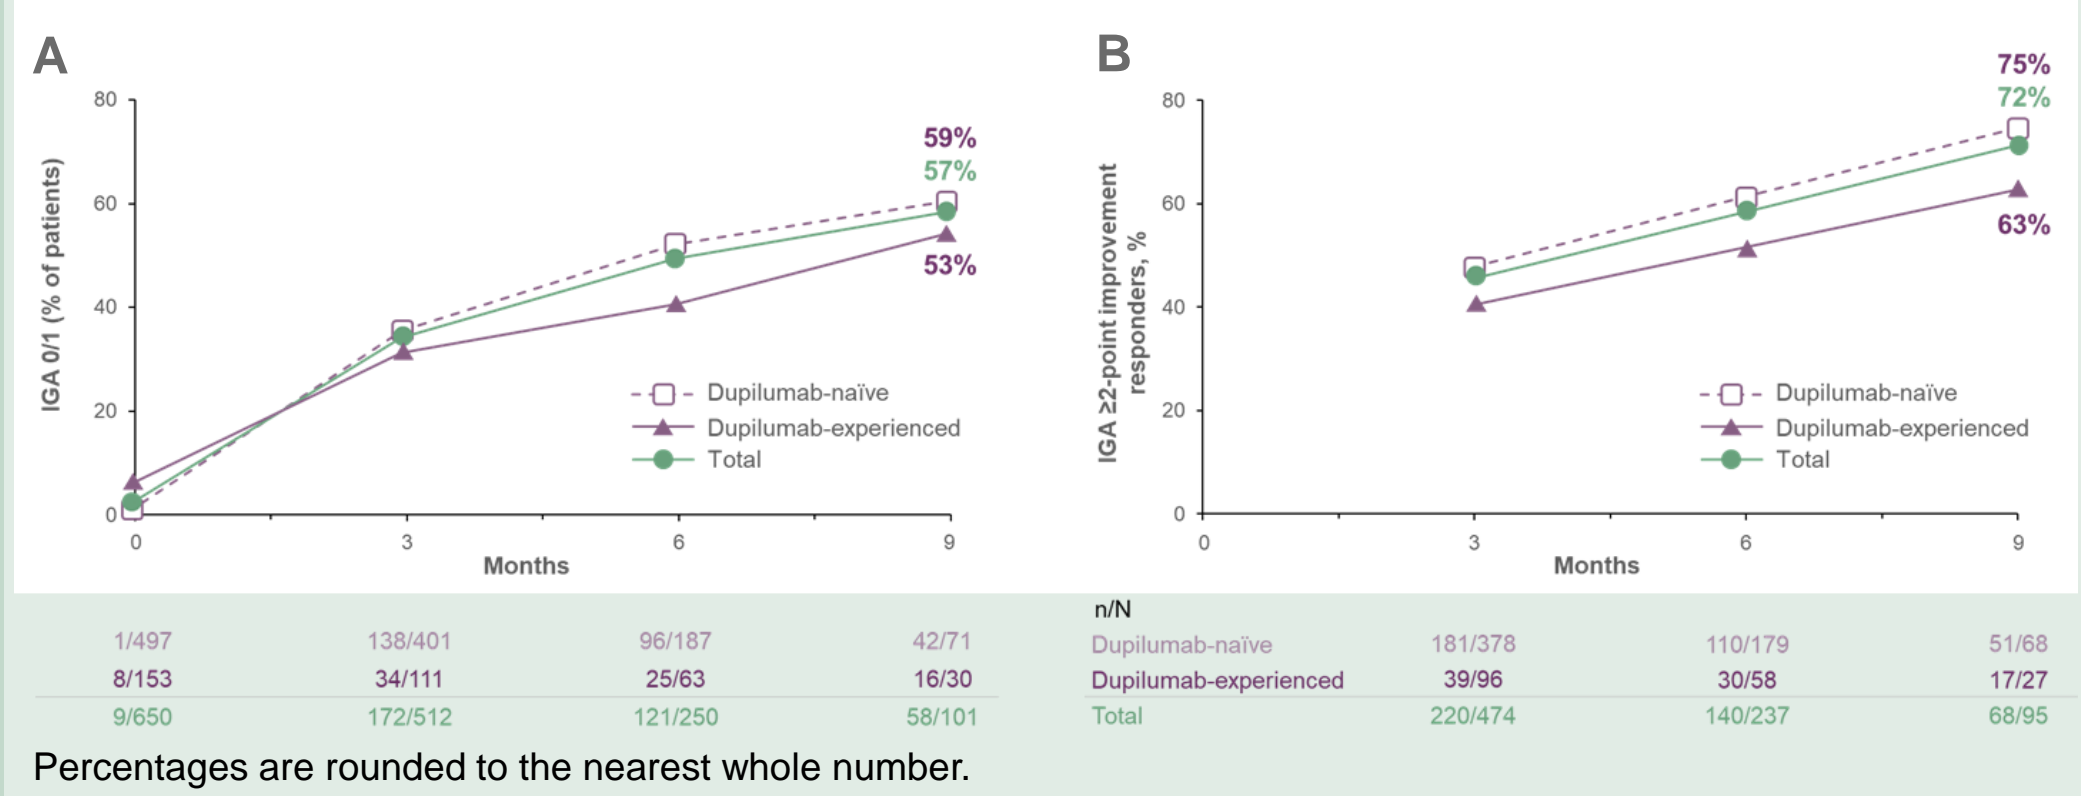 A
IGA 0/1 (% of patients)
80
60
40
20
0
0 3 6 9
Months
59%
57%
53%
Dupilumab-naïve
Dupilumab-experienced
Total
1/497 138/401 96/187 42/71
8/153 34/111 25/63 16/30
9/650 172/512 121/250 58/101
B
IGA ≥2-point improvement
responders, %
80
60
40
20
0
0 3 6 9
Months
75%
72%
63%
Dupilumab-naïve
Dupilumab-experienced
Total
n/N
Dupilumab-naïve 181/378 110/179 51/68
Dupilumab-experienced 39/96 30/58 17/27
Total 220/474 140/237 68/95
Percentages are rounded to the nearest whole number.